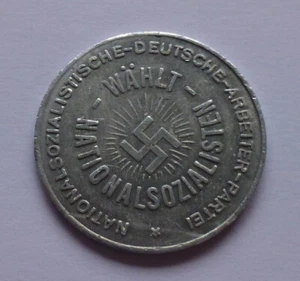 NATIONALSOZIALISTISCHE-DEUTSCHE-ARBEITER-PARTEI
- WÄHLT -
NATIONALSOZIALISTEN